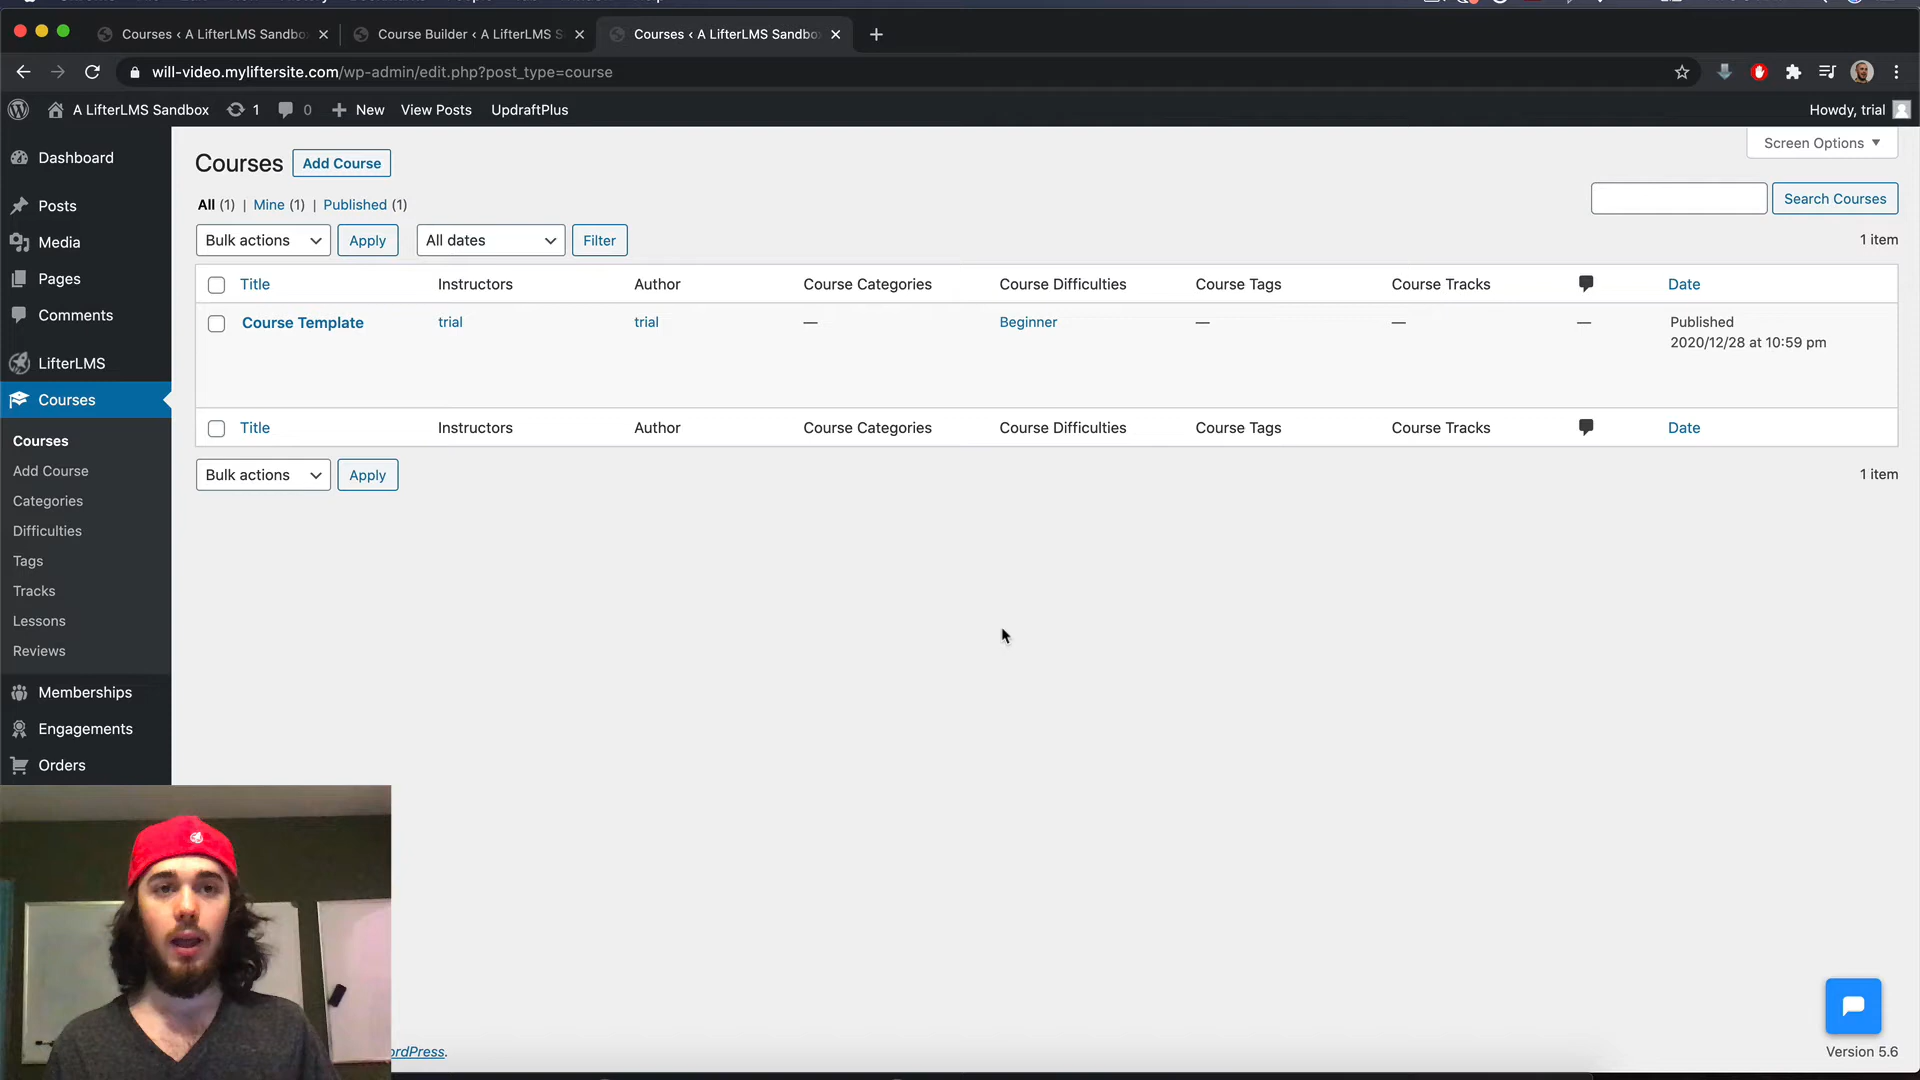 Courses ‹ A LifterLMS Sandbo
Course Builder ‹ A LifterLMS S
Courses ‹ A LifterLMS Sandbo
will-video.myliftersite.com/wp-admin/edit.php?post_type=course
A LifterLMS Sandbox 1 0 New View Posts UpdraftPlus Howdy, trial
Dashboard
Posts
Media
Pages
Comments
LifterLMS
Courses
Courses
Add Course
Categories
Difficulties
Tags
Tracks
Lessons
Reviews
Memberships
Engagements
Orders
Screen Options
Courses Add Course
All (1) | Mine (1) | Published (1)
Search Courses
Bulk actions Apply All dates Filter 1 item
Title Instructors Author Course Categories Course Difficulties Course Tags Course Tracks Date
Course Template trial trial — Beginner — — — Published
2020/12/28 at 10:59 pm
Title Instructors Author Course Categories Course Difficulties Course Tags Course Tracks Date
Bulk actions Apply 1 item
ordPress.
Version 5.6